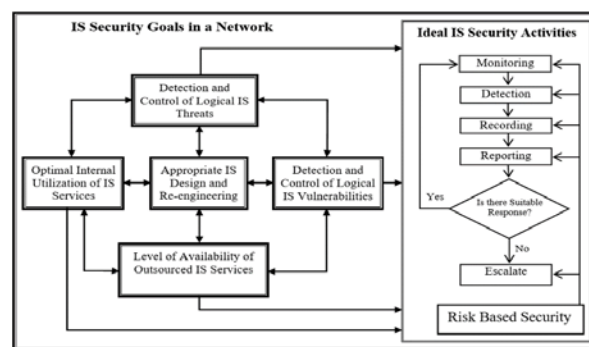 IS Security Goals in a Network
Detection and
Control of Logical IS
Threats
Optimal Internal
Utilization of IS
Services
Appropriate IS
Design and
Re-engineering
Detection and
Control of Logical
IS Vulnerabilities
Level of Availability of
Outsourced IS Services
Ideal IS Security Activities
Monitoring
Detection
Recording
Reporting
Yes
Is there Suitable
Response?
No
Escalate
Risk Based Security